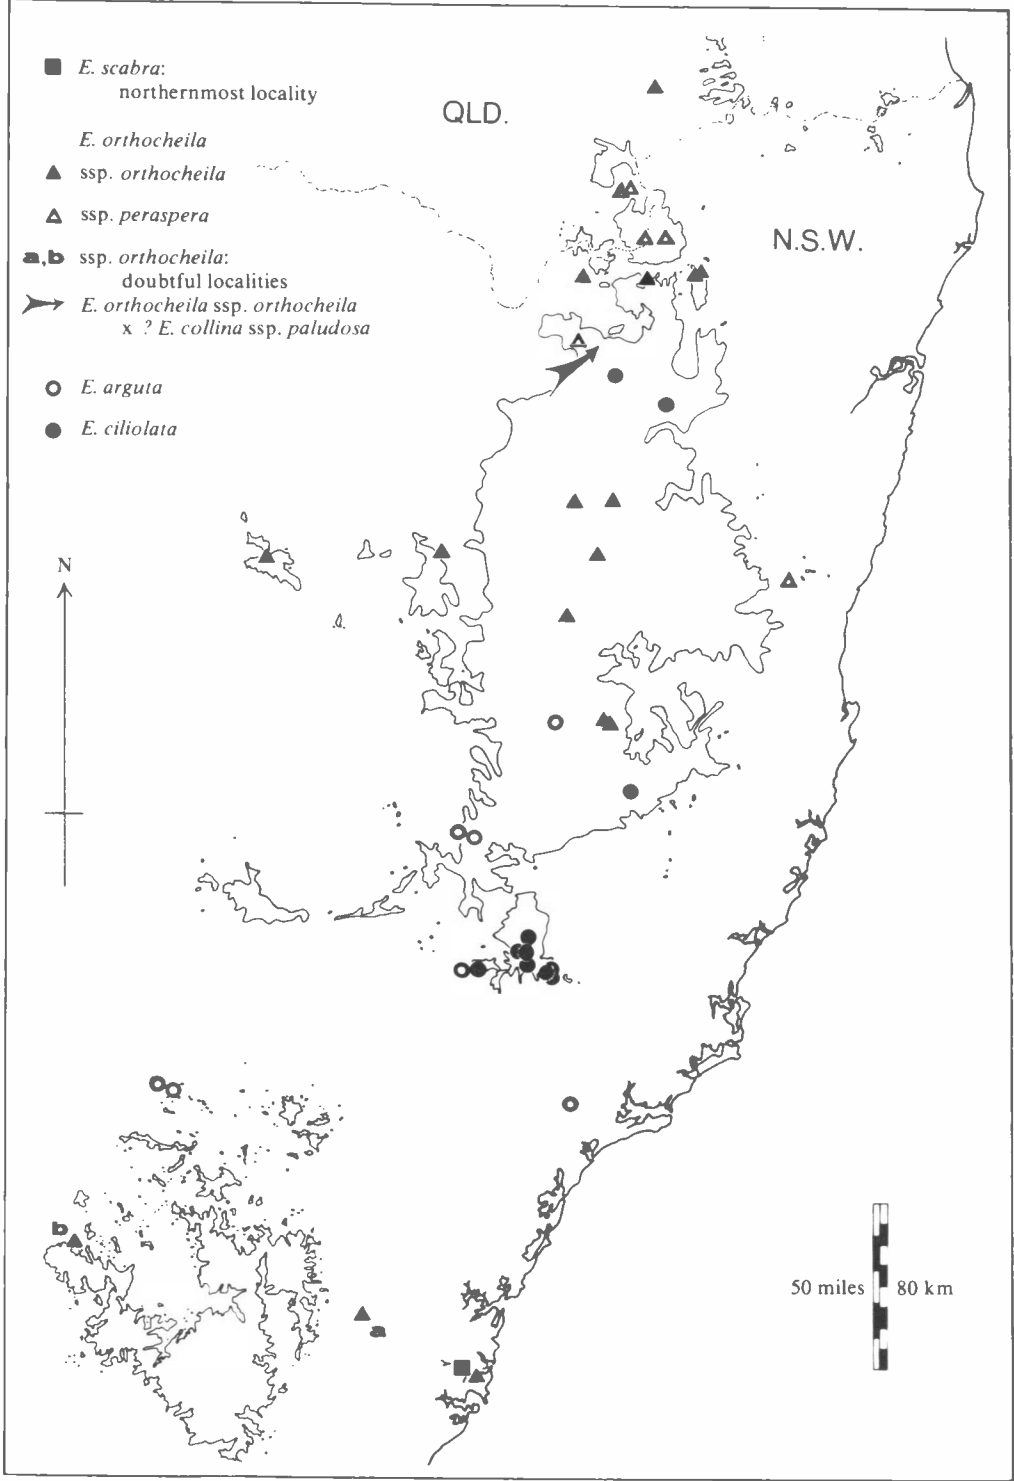 E. scabra:
northernmost locality
QLD.
E. orthocheila
ssp. orthocheila
ssp. peraspera
N.S.W.
a,b ssp. orthocheila:
doubtful localities
E. orthocheila ssp. orthocheila
x ? E. collina ssp. paludosa
E. arguta
E. ciliolata
N
b
50 miles 80 km
a